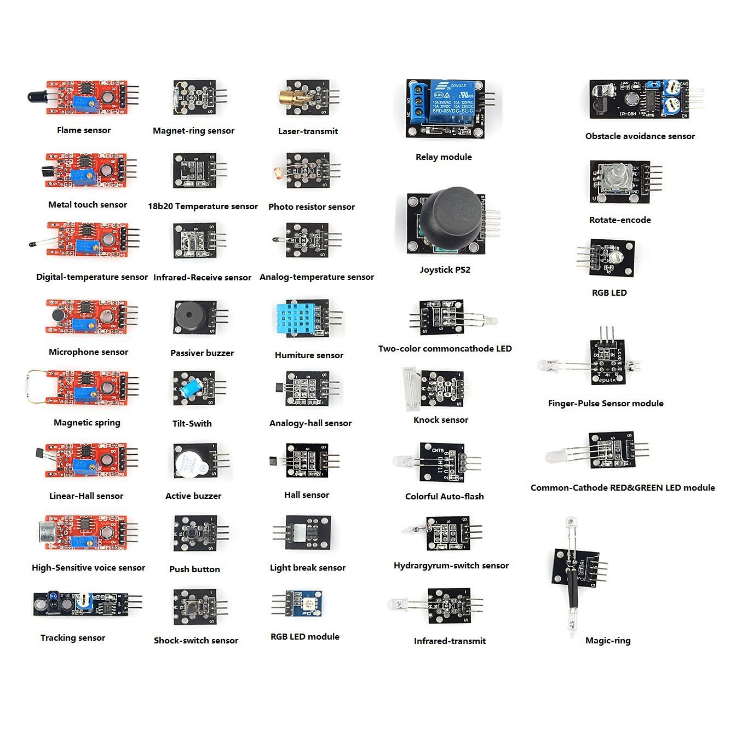 Flame sensor
Magnet-ring sensor
Laser-transmit
Relay module
Obstacle avoidance sensor
Metal touch sensor
18b20 Temperature sensor
Photo resistor sensor
Rotate-encode
Digital-temperature sensor
Infrared-Receive sensor
Analog-temperature sensor
Joystick PS2
RGB LED
Microphone sensor
Passiver buzzer
Humiture sensor
Two-color commoncathode LED
Finger-Pulse Sensor module
Magnetic spring
Tilt-Swith
Analogy-hall sensor
Knock sensor
Linear-Hall sensor
Active buzzer
Hall sensor
Colorful Auto-flash
Common-Cathode RED&GREEN LED module
High-Sensitive voice sensor
Push button
Light break sensor
Hydrargyrum-switch sensor
Tracking sensor
Shock-switch sensor
RGB LED module
Infrared-transmit
Magic-ring